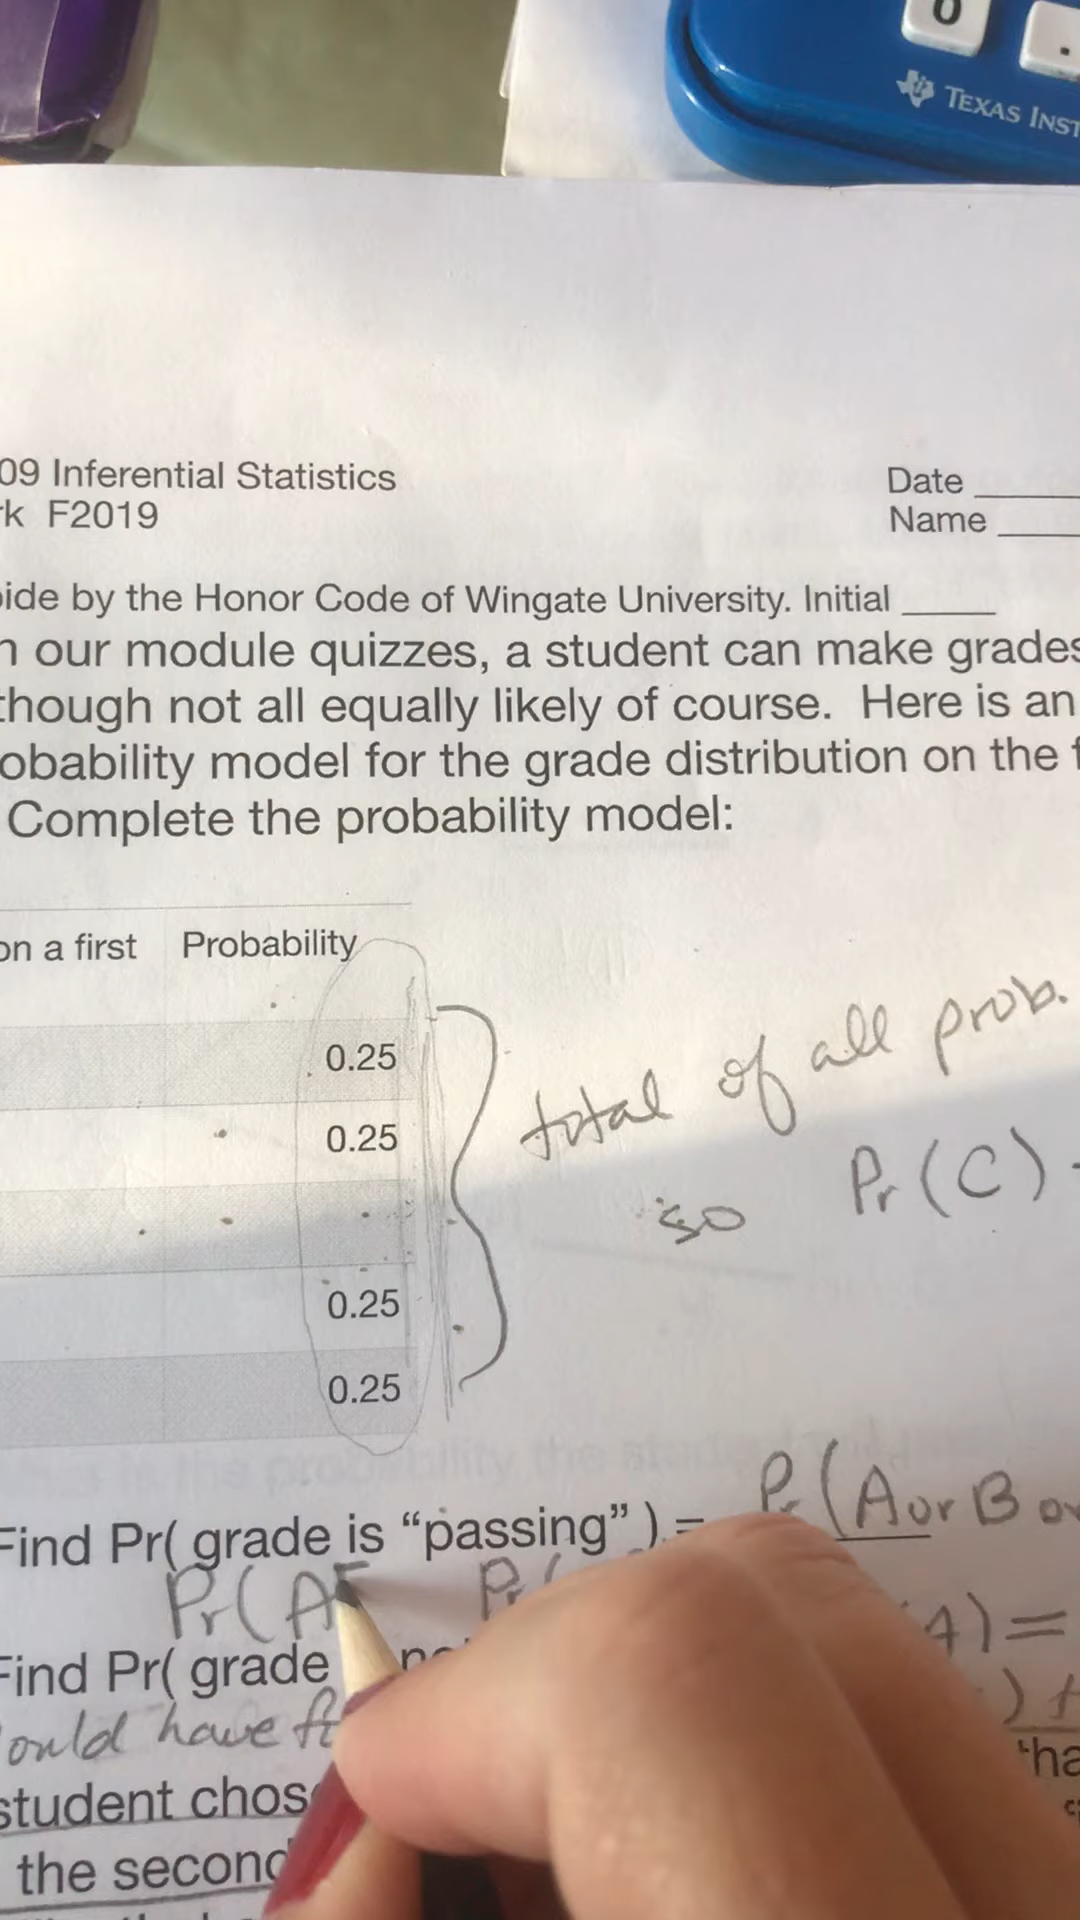 0 .
TEXAS INST
09 Inferential Statistics
rk F2019
Date
Name
ide by the Honor Code of Wingate University. Initial
n our module quizzes, a student can make grades
though not all equally likely of course. Here is an
obability model for the grade distribution on the f
Complete the probability model:
on a first Probability
0.25
0.25
0.25
0.25
total of all prob.
so Pr(C)
Find Pr( grade is “passing” ) = Pr(A or B or
Pr(A Pr( A) =
Find Pr( grade
ould have ) +
student chos tha
the second